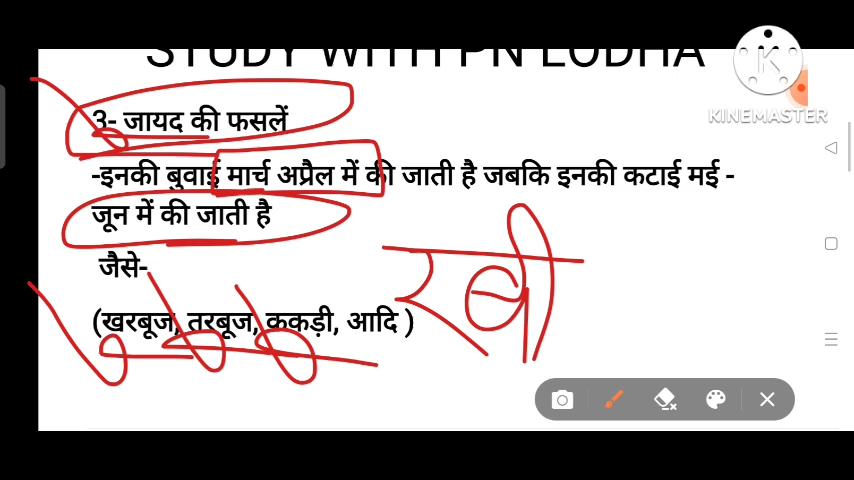 STUDY WITH PN LODHA
KINEMASTER
3- जायद की फसलें
-इनकी बुवाई मार्च अप्रैल में की जाती है जबकि इनकी कटाई मई -
जून में की जाती है
जैसे-
(खरबूज, तरबूज, ककड़ी, आदि )
रबी